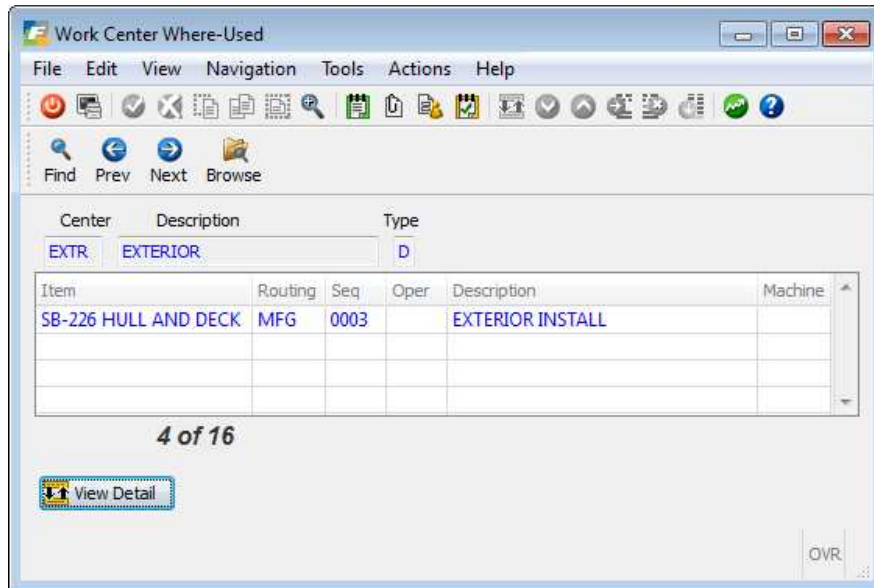 Work Center Where-Used
File Edit View Navigation Tools Actions Help
Find Prev Next Browse
Center Description Type
EXTR EXTERIOR D
Item Routing Seq Oper Description Machine
SB-226 HULL AND DECK MFG 0003 EXTERIOR INSTALL
4 of 16
View Detail
OVR